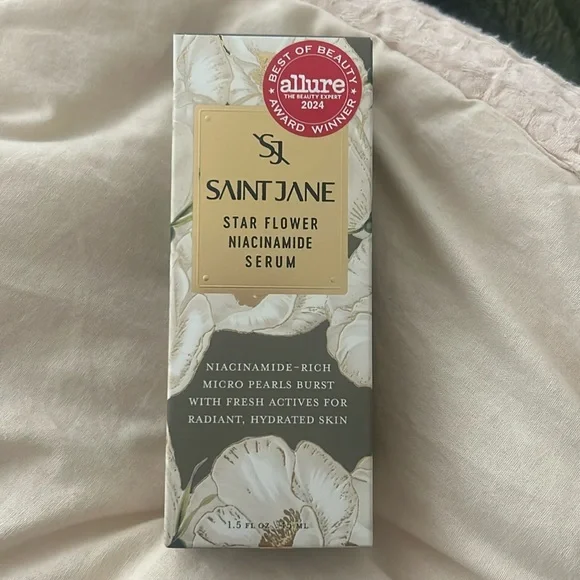 BEST OF BEAUTY
allure
THE BEAUTY EXPERT
2024
AWARD WINNER
SJ
SAINT JANE
STAR FLOWER
NIACINAMIDE
SERUM
NIACINAMIDE-RICH
MICRO PEARLS BURST
WITH FRESH ACTIVES FOR
RADIANT, HYDRATED SKIN
1.5 FL OZ ML